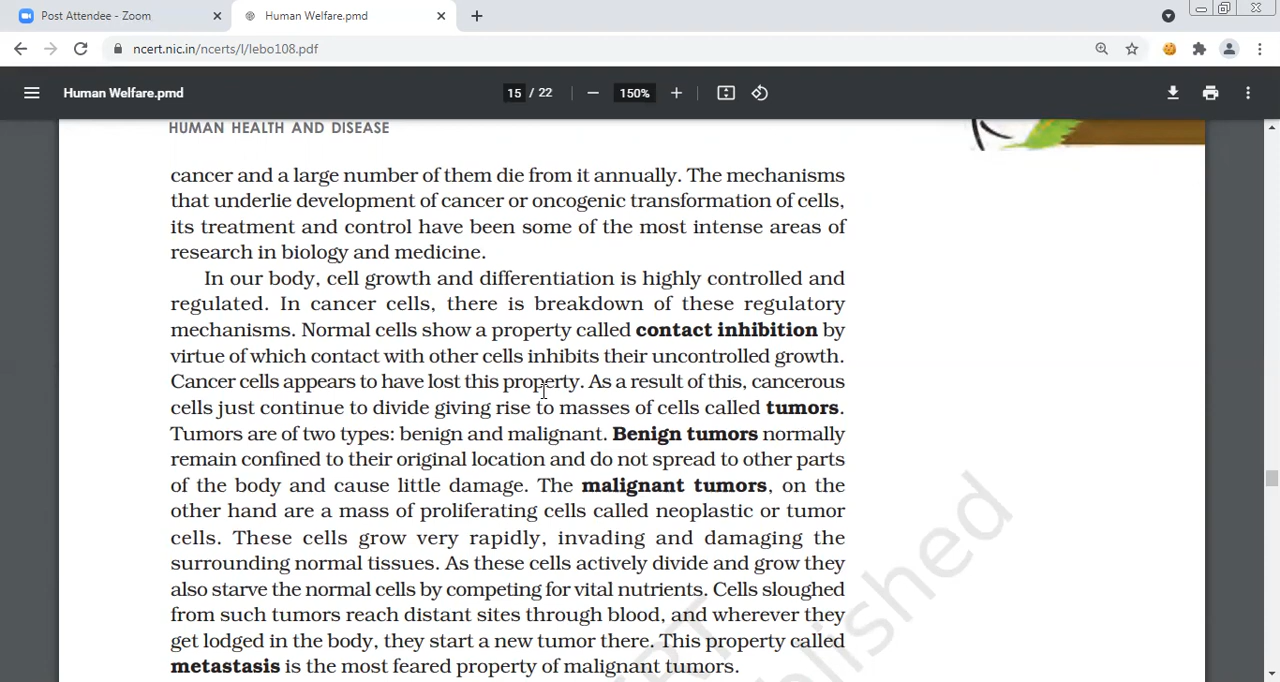 Post Attendee - Zoom
Human Welfare.pmd
ncert.nic.in/ncerts/l/lebo108.pdf
Human Welfare.pmd
15 / 22
150%
HUMAN HEALTH AND DISEASE
cancer and a large number of them die from it annually. The mechanisms
that underlie development of cancer or oncogenic transformation of cells,
its treatment and control have been some of the most intense areas of
research in biology and medicine.
In our body, cell growth and differentiation is highly controlled and
regulated. In cancer cells, there is breakdown of these regulatory
mechanisms. Normal cells show a property called contact inhibition by
virtue of which contact with other cells inhibits their uncontrolled growth.
Cancer cells appears to have lost this property. As a result of this, cancerous
cells just continue to divide giving rise to masses of cells called tumors.
Tumors are of two types: benign and malignant. Benign tumors normally
remain confined to their original location and do not spread to other parts
of the body and cause little damage. The malignant tumors, on the
other hand are a mass of proliferating cells called neoplastic or tumor
cells. These cells grow very rapidly, invading and damaging the
surrounding normal tissues. As these cells actively divide and grow they
also starve the normal cells by competing for vital nutrients. Cells sloughed
from such tumors reach distant sites through blood, and wherever they
get lodged in the body, they start a new tumor there. This property called
metastasis is the most feared property of malignant tumors.